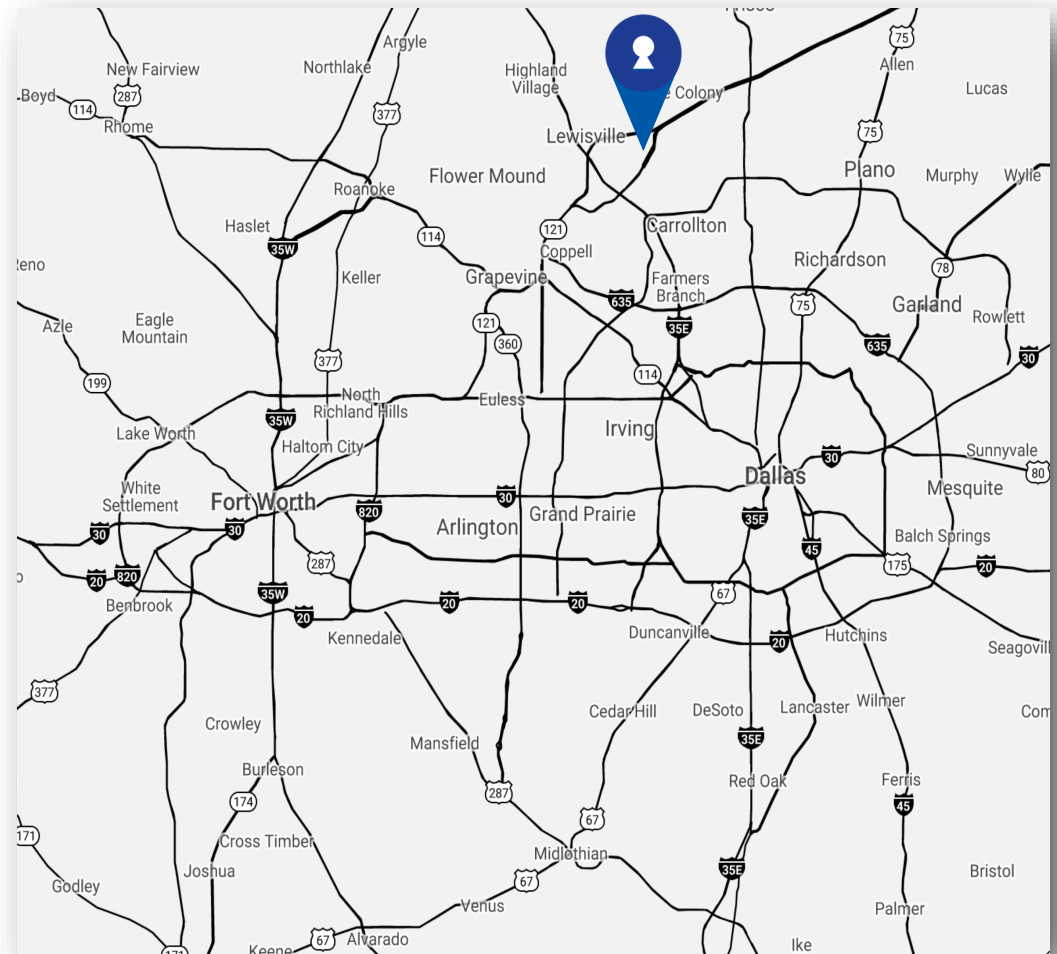 Argyle
75
New Fairview
Northlake
Highland
Village
Allen
287
Boyd
114
377
e Colony
Lucas
Rhome
Lewisville
75
Flower Mound
Plano
Murphy
Wylie
Roanoke
Haslet
114
121
Carrollton
35W
Coppell
Richardson
78
Keller
Grapevine
Farmers
Branch
635
75
Garland
Rowlett
Azle
Eagle
Mountain
121
35E
360
635
30
377
199
114
North
Richland Hills
Euless
35W
Lake Worth
Haltom City
Irving
30
Sunnyvale
80
White
Settlement
Fort Worth
30
Dallas
Mesquite
820
Arlington
Grand Prairie
35E
30
30
Balch Springs
45
287
175
20
820
20
35W
67
Benbrook
20
20
20
Kennedale
Duncanville
20
Hutchins
Seagovill
377
Crowley
Cedar Hill
DeSoto
Lancaster
Wilmer
Com
Mansfield
35E
Burleson
Red Oak
Ferris
174
287
45
67
171
Cross Timber
Midlothian
Joshua
35E
Godley
67
Bristol
Venus
Palmer
67
Alvarado
Ike
Keene
171